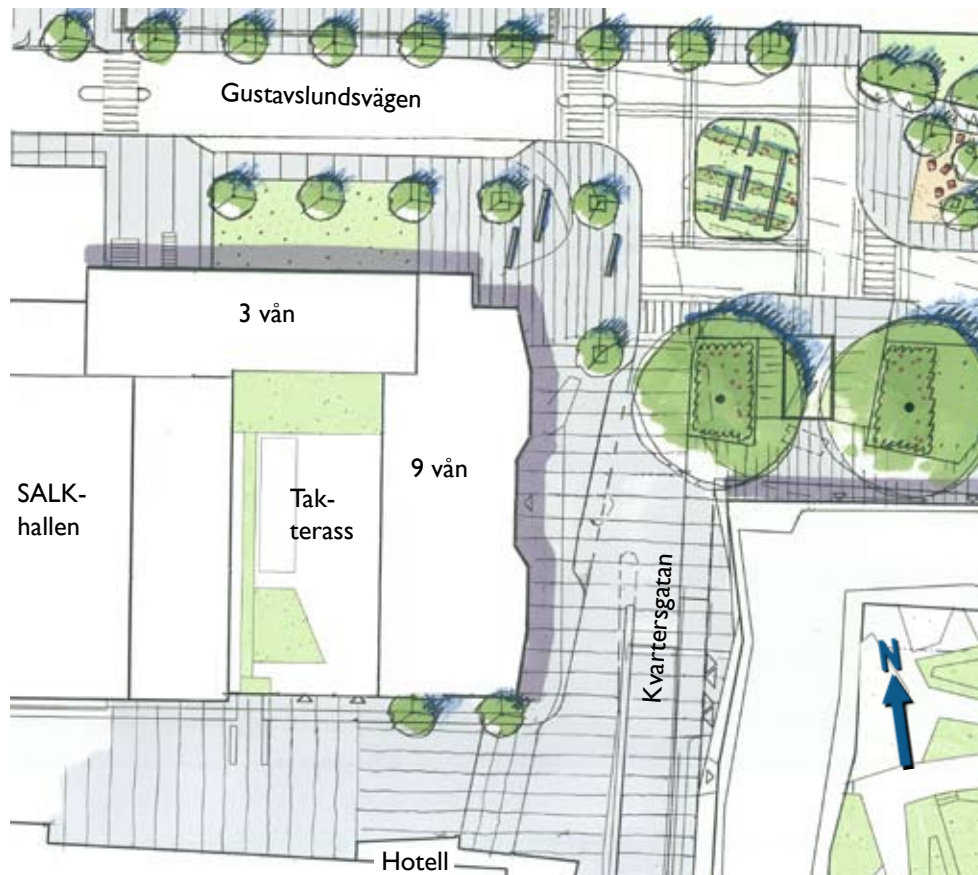 Gustavslundsvägen
3 vån
9 vån
SALK-
hallen
Tak-
terass
Kvartersgatan
N
Hotell